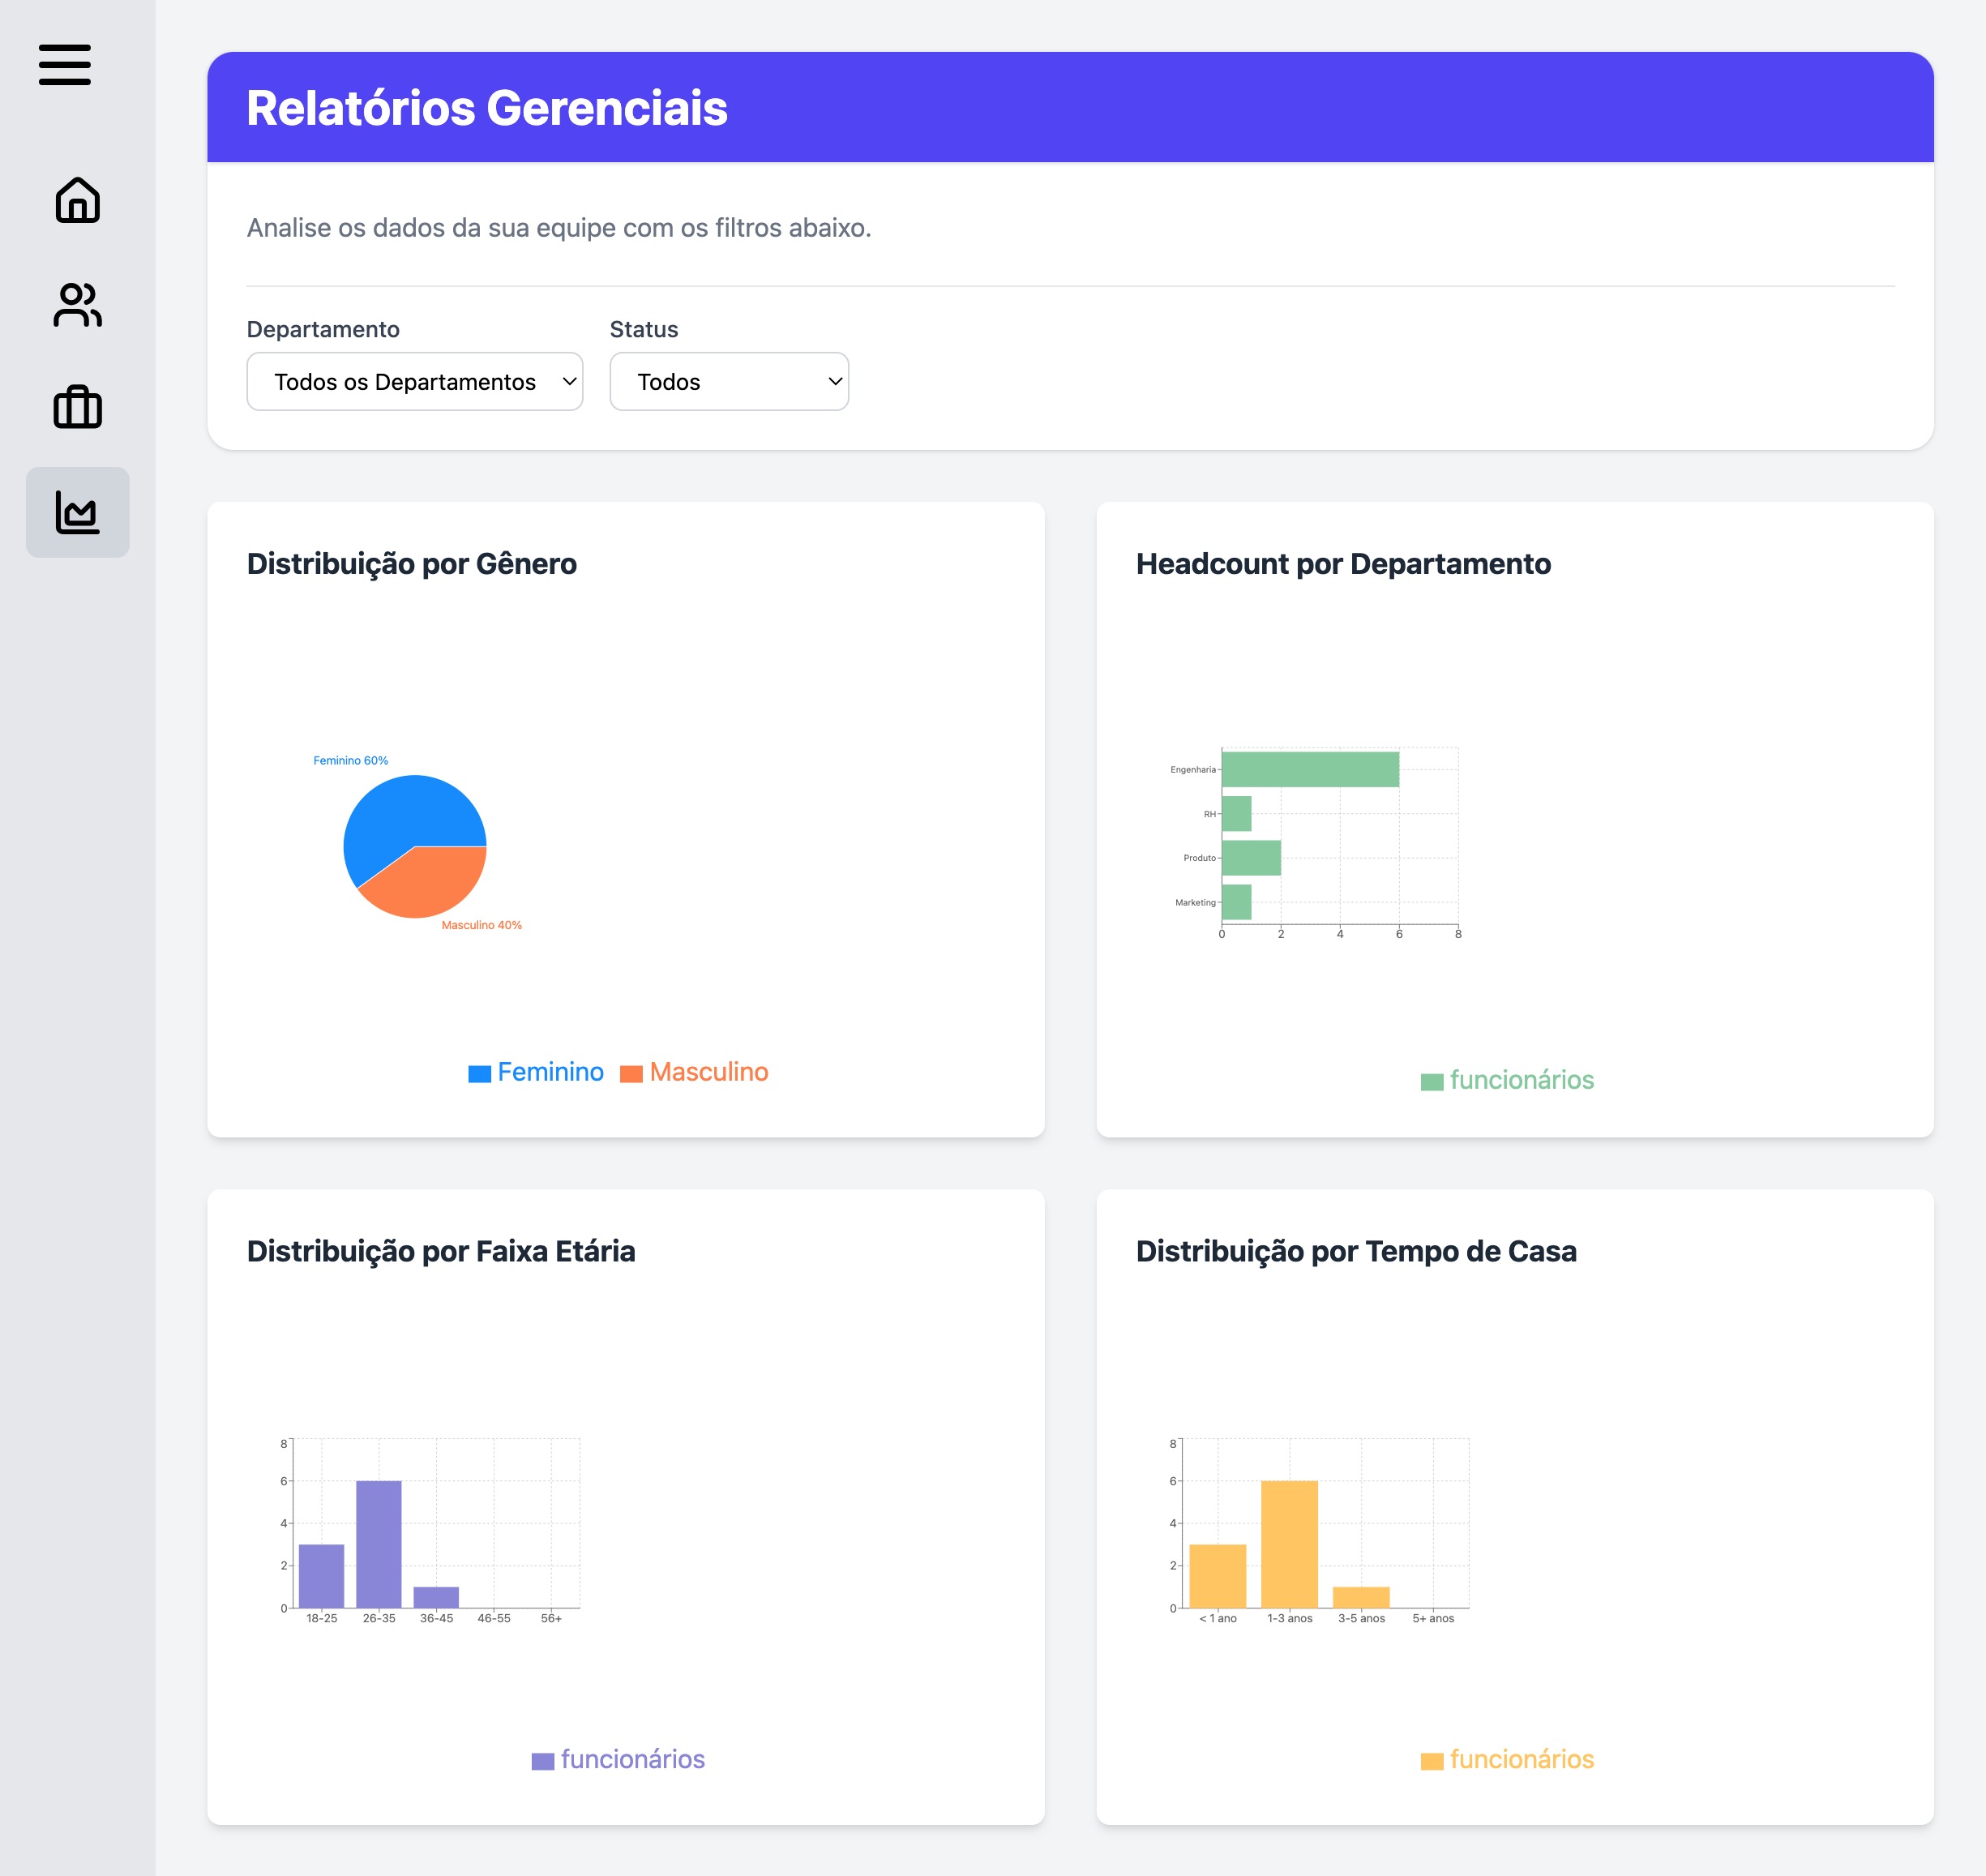 Relatórios Gerenciais
Analise os dados da sua equipe com os filtros abaixo.
Departamento Status
Todos os Departamentos Todos
Distribuição por Gênero
Feminino 60%
Masculino 40%
Feminino Masculino
Headcount por Departamento
Engenharia
RH
Produto
Marketing
0 2 4 6 8
funcionários
Distribuição por Faixa Etária
8
6
4
2
0
18-25 26-35 36-45 46-55 56+
funcionários
Distribuição por Tempo de Casa
8
6
4
2
0
< 1 ano 1-3 anos 3-5 anos 5+ anos
funcionários